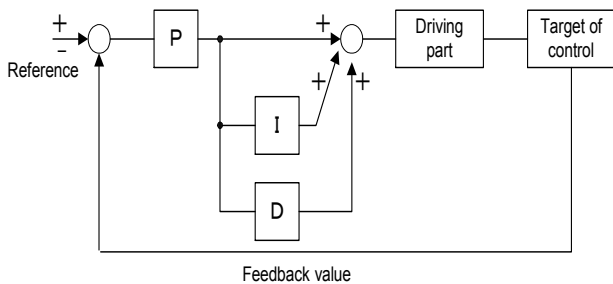 +
−
Reference
P
+
+
+
I
D
Driving
part
Target of
control
Feedback value